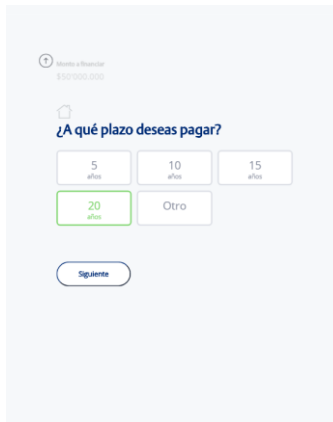 Monto a financiar
$50'000.000
¿A qué plazo deseas pagar?
5
años
10
años
15
años
20
años
Otro
Siguiente